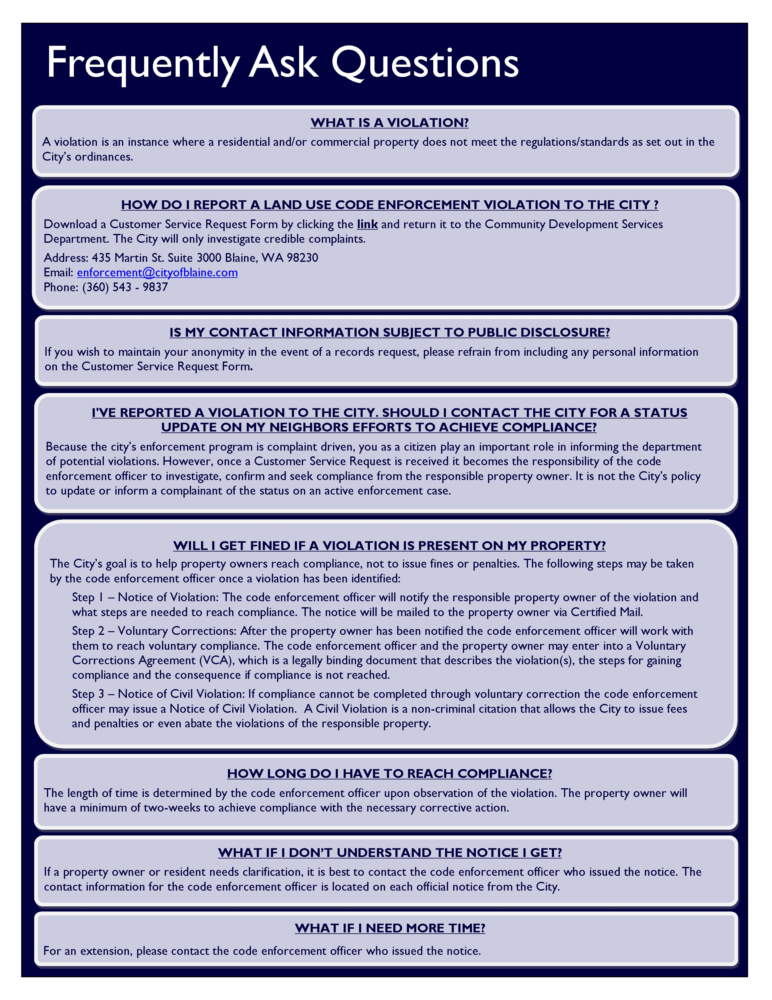 Frequently Ask Questions
WHAT IS A VIOLATION?
A violation is an instance where a residential and/or commercial property does not meet the regulations/standards as set out in the
City’s ordinances.
HOW DO I REPORT A LAND USE CODE ENFORCEMENT VIOLATION TO THE CITY ?
Download a Customer Service Request Form by clicking the link and return it to the Community Development Services
Department. The City will only investigate credible complaints.
Address: 435 Martin St. Suite 3000 Blaine, WA 98230
Email: enforcement@cityofblaine.com
Phone: (360) 543 - 9837
IS MY CONTACT INFORMATION SUBJECT TO PUBLIC DISCLOSURE?
If you wish to maintain your anonymity in the event of a records request, please refrain from including any personal information
on the Customer Service Request Form.
I'VE REPORTED A VIOLATION TO THE CITY. SHOULD I CONTACT THE CITY FOR A STATUS
UPDATE ON MY NEIGHBORS EFFORTS TO ACHIEVE COMPLIANCE?
Because the city’s enforcement program is complaint driven, you as a citizen play an important role in informing the department
of potential violations. However, once a Customer Service Request is received it becomes the responsibility of the code
enforcement officer to investigate, confirm and seek compliance from the responsible property owner. It is not the City’s policy
to update or inform a complainant of the status on an active enforcement case.
WILL I GET FINED IF A VIOLATION IS PRESENT ON MY PROPERTY?
The City’s goal is to help property owners reach compliance, not to issue fines or penalties. The following steps may be taken
by the code enforcement officer once a violation has been identified:
Step 1 – Notice of Violation: The code enforcement officer will notify the responsible property owner of the violation and
what steps are needed to reach compliance. The notice will be mailed to the property owner via Certified Mail.
Step 2 – Voluntary Corrections: After the property owner has been notified the code enforcement officer will work with
them to reach voluntary compliance. The code enforcement officer and the property owner may enter into a Voluntary
Corrections Agreement (VCA), which is a legally binding document that describes the violation(s), the steps for gaining
compliance and the consequence if compliance is not reached.
Step 3 – Notice of Civil Violation: If compliance cannot be completed through voluntary correction the code enforcement
officer may issue a Notice of Civil Violation.  A Civil Violation is a non-criminal citation that allows the City to issue fees
and penalties or even abate the violations of the responsible property.
HOW LONG DO I HAVE TO REACH COMPLIANCE?
The length of time is determined by the code enforcement officer upon observation of the violation. The property owner will
have a minimum of two-weeks to achieve compliance with the necessary corrective action.
WHAT IF I DON’T UNDERSTAND THE NOTICE I GET?
If a property owner or resident needs clarification, it is best to contact the code enforcement officer who issued the notice. The
contact information for the code enforcement officer is located on each official notice from the City.
WHAT IF I NEED MORE TIME?
For an extension, please contact the code enforcement officer who issued the notice.